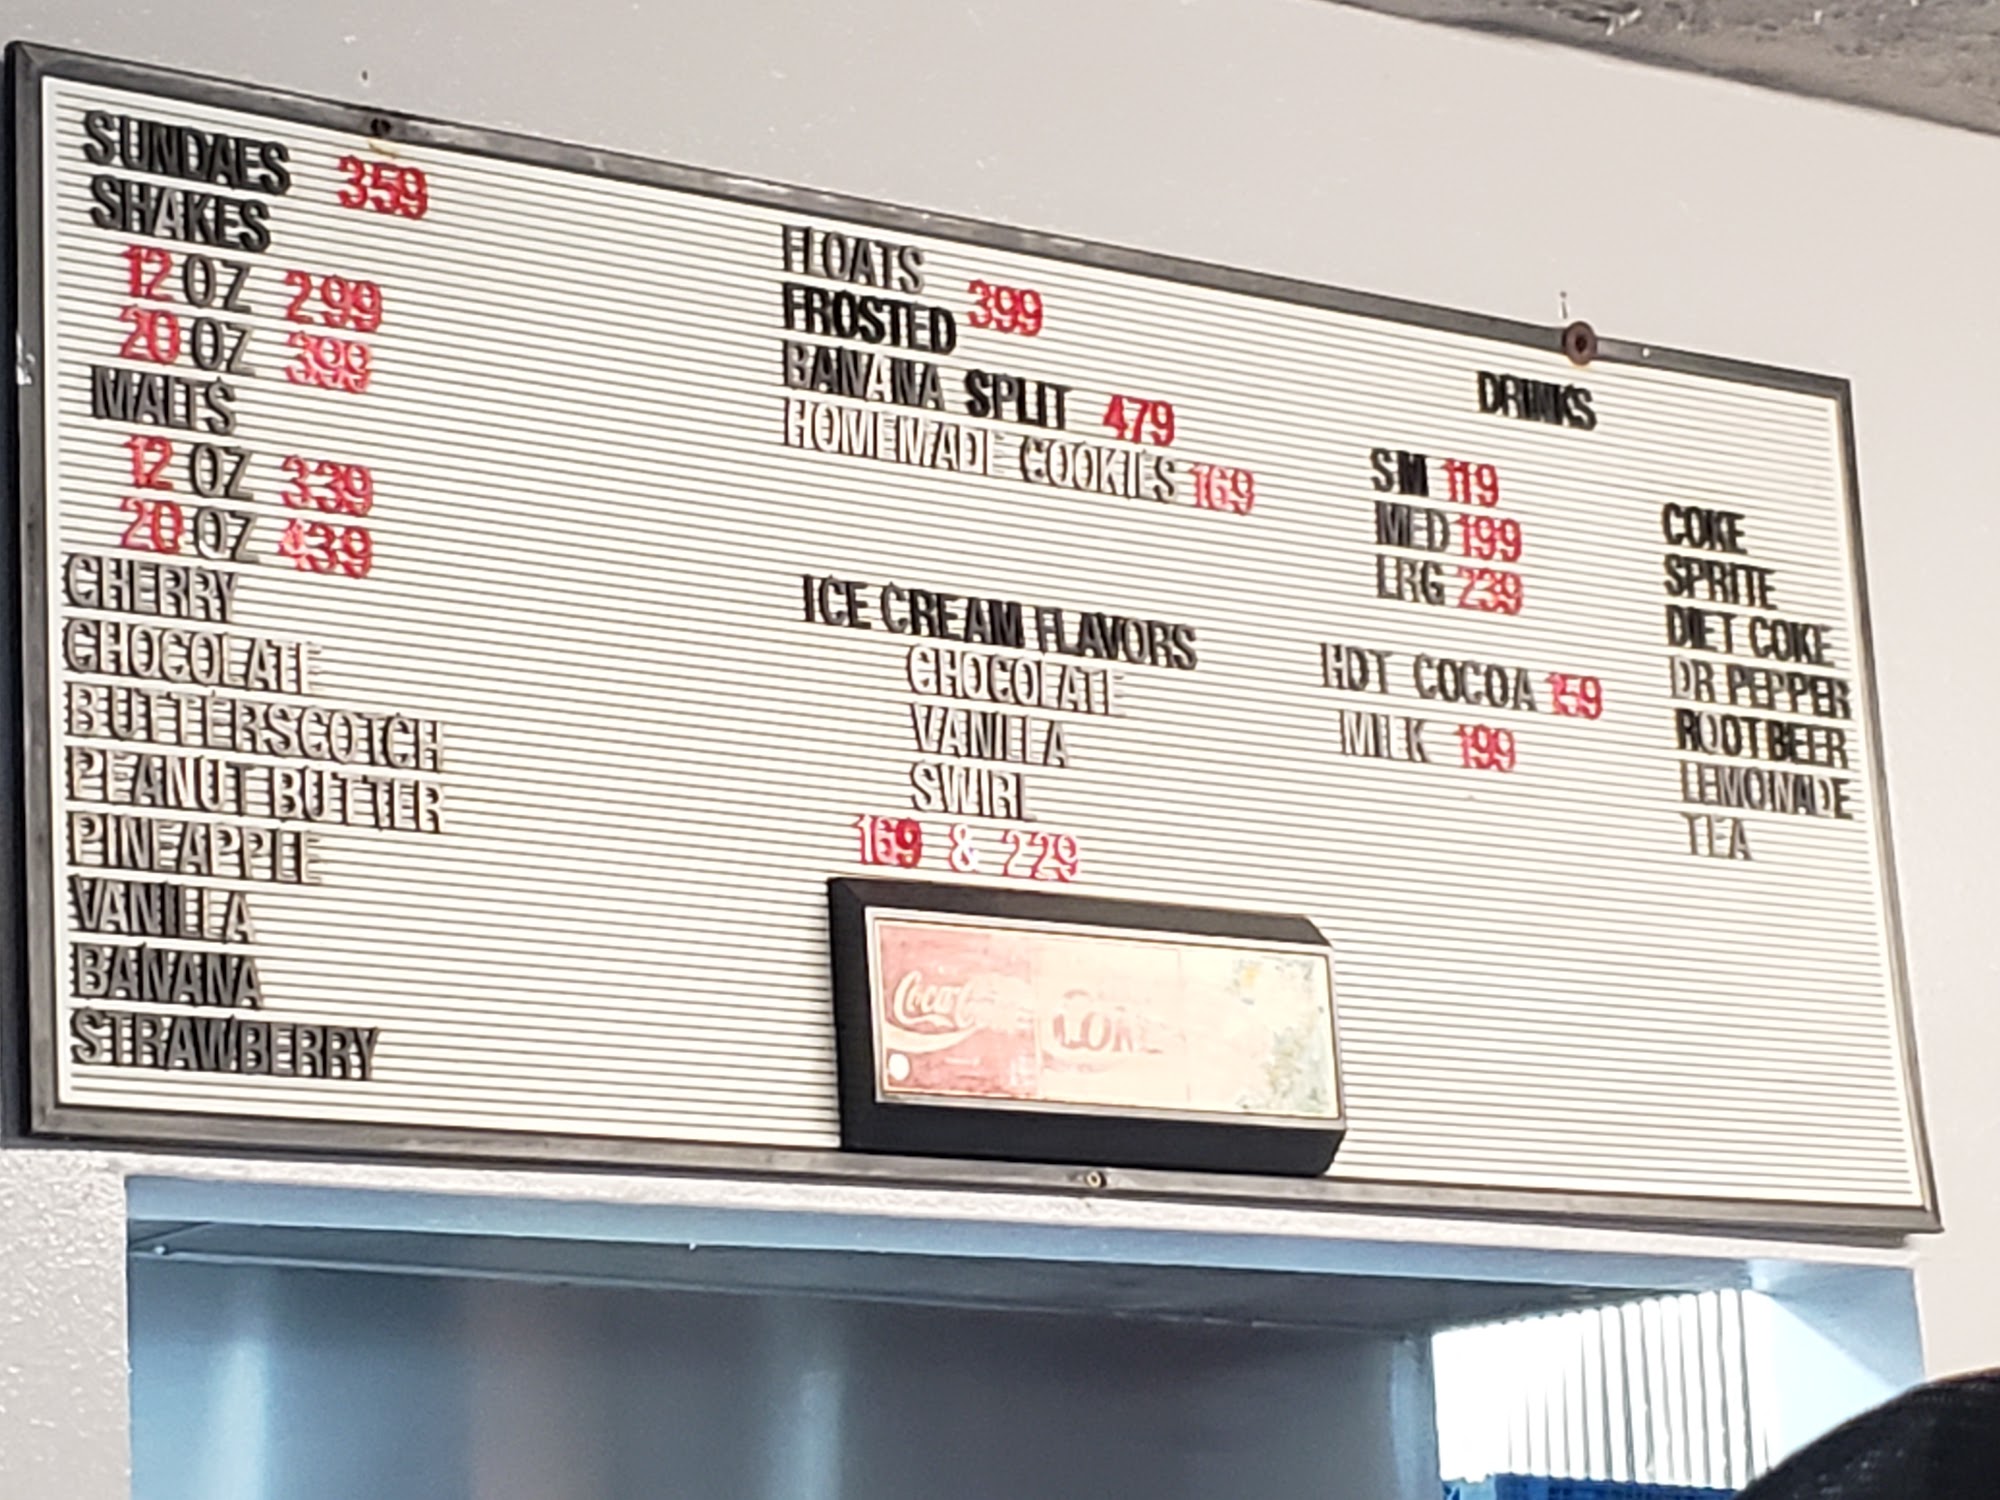 SUNDAES 359
SHAKES
12 OZ 299
20 OZ 399
MALTS
12 OZ 339
20 OZ 439
CHERRY
CHOCOLATE
BUTTERSCOTCH
PEANUT BUTTER
PINEAPPLE
VANILLA
BANANA
STRAWBERRY
FLOATS
FROSTED 399
BANANA SPLIT 479
HOMEMADE COOKIES 169
ICE CREAM FLAVORS
CHOCOLATE
VANILLA
SWIRL
169 & 229
DRINKS
SM 119
MED 199
LRG 239
HOT COCOA 159
MILK 199
COKE
SPRITE
DIET COKE
DR PEPPER
ROOT BEER
LEMONADE
TEA